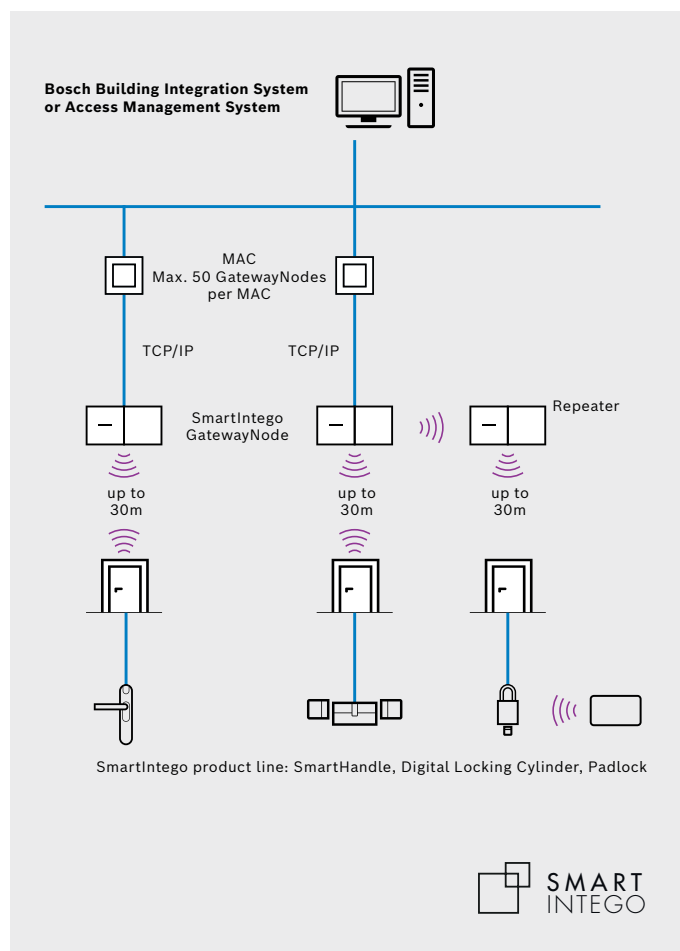 Bosch Building Integration System
or Access Management System
MAC
Max. 50 GatewayNodes
per MAC
TCP/IP
TCP/IP
SmartIntego
GatewayNode
Repeater
up to
30m
up to
30m
up to
30m
SmartIntego product line: SmartHandle, Digital Locking Cylinder, Padlock
SMART
INTEGO